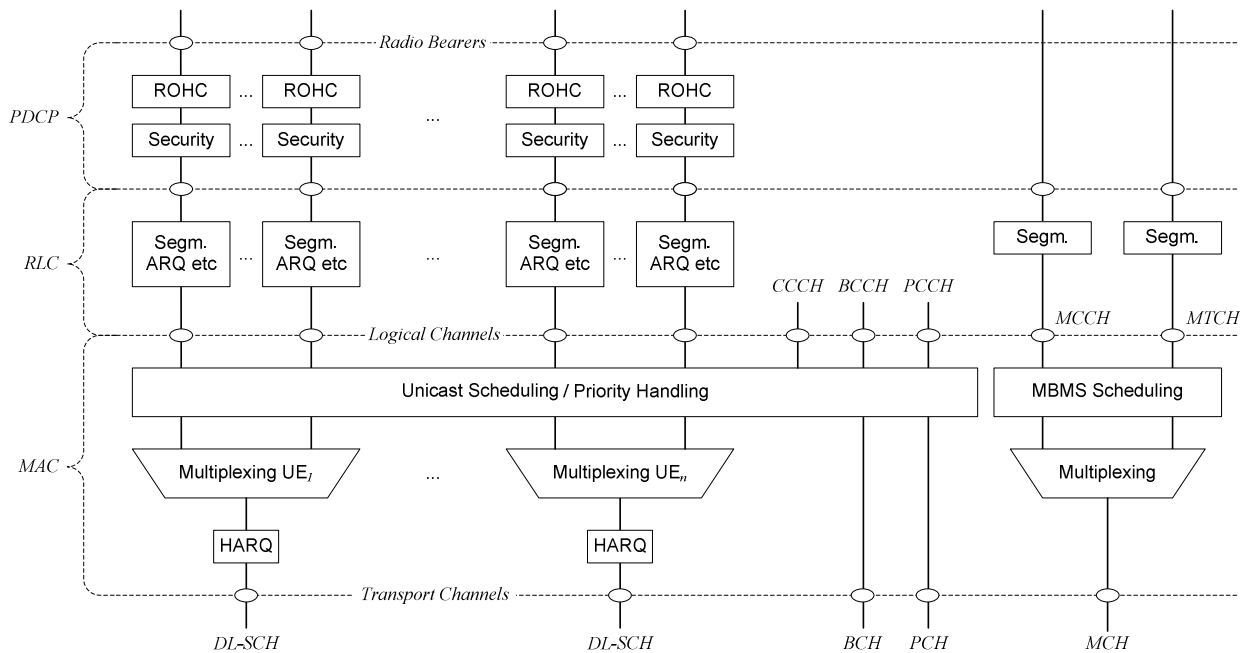 Radio Bearers
ROHC ... ROHC ROHC ... ROHC
PDCP
...
Security ... Security Security ... Security
Segm. Segm. Segm. Segm. Segm. Segm.
RLC
ARQ etc ... ARQ etc ... ARQ etc ... ARQ etc
CCCH BCCH PCCH
MCCH MTCH
Logical Channels
Unicast Scheduling / Priority Handling MBMS Scheduling
MAC
Multiplexing UE1 ... Multiplexing UEn Multiplexing
HARQ HARQ
Transport Channels
DL-SCH DL-SCH BCH PCH MCH